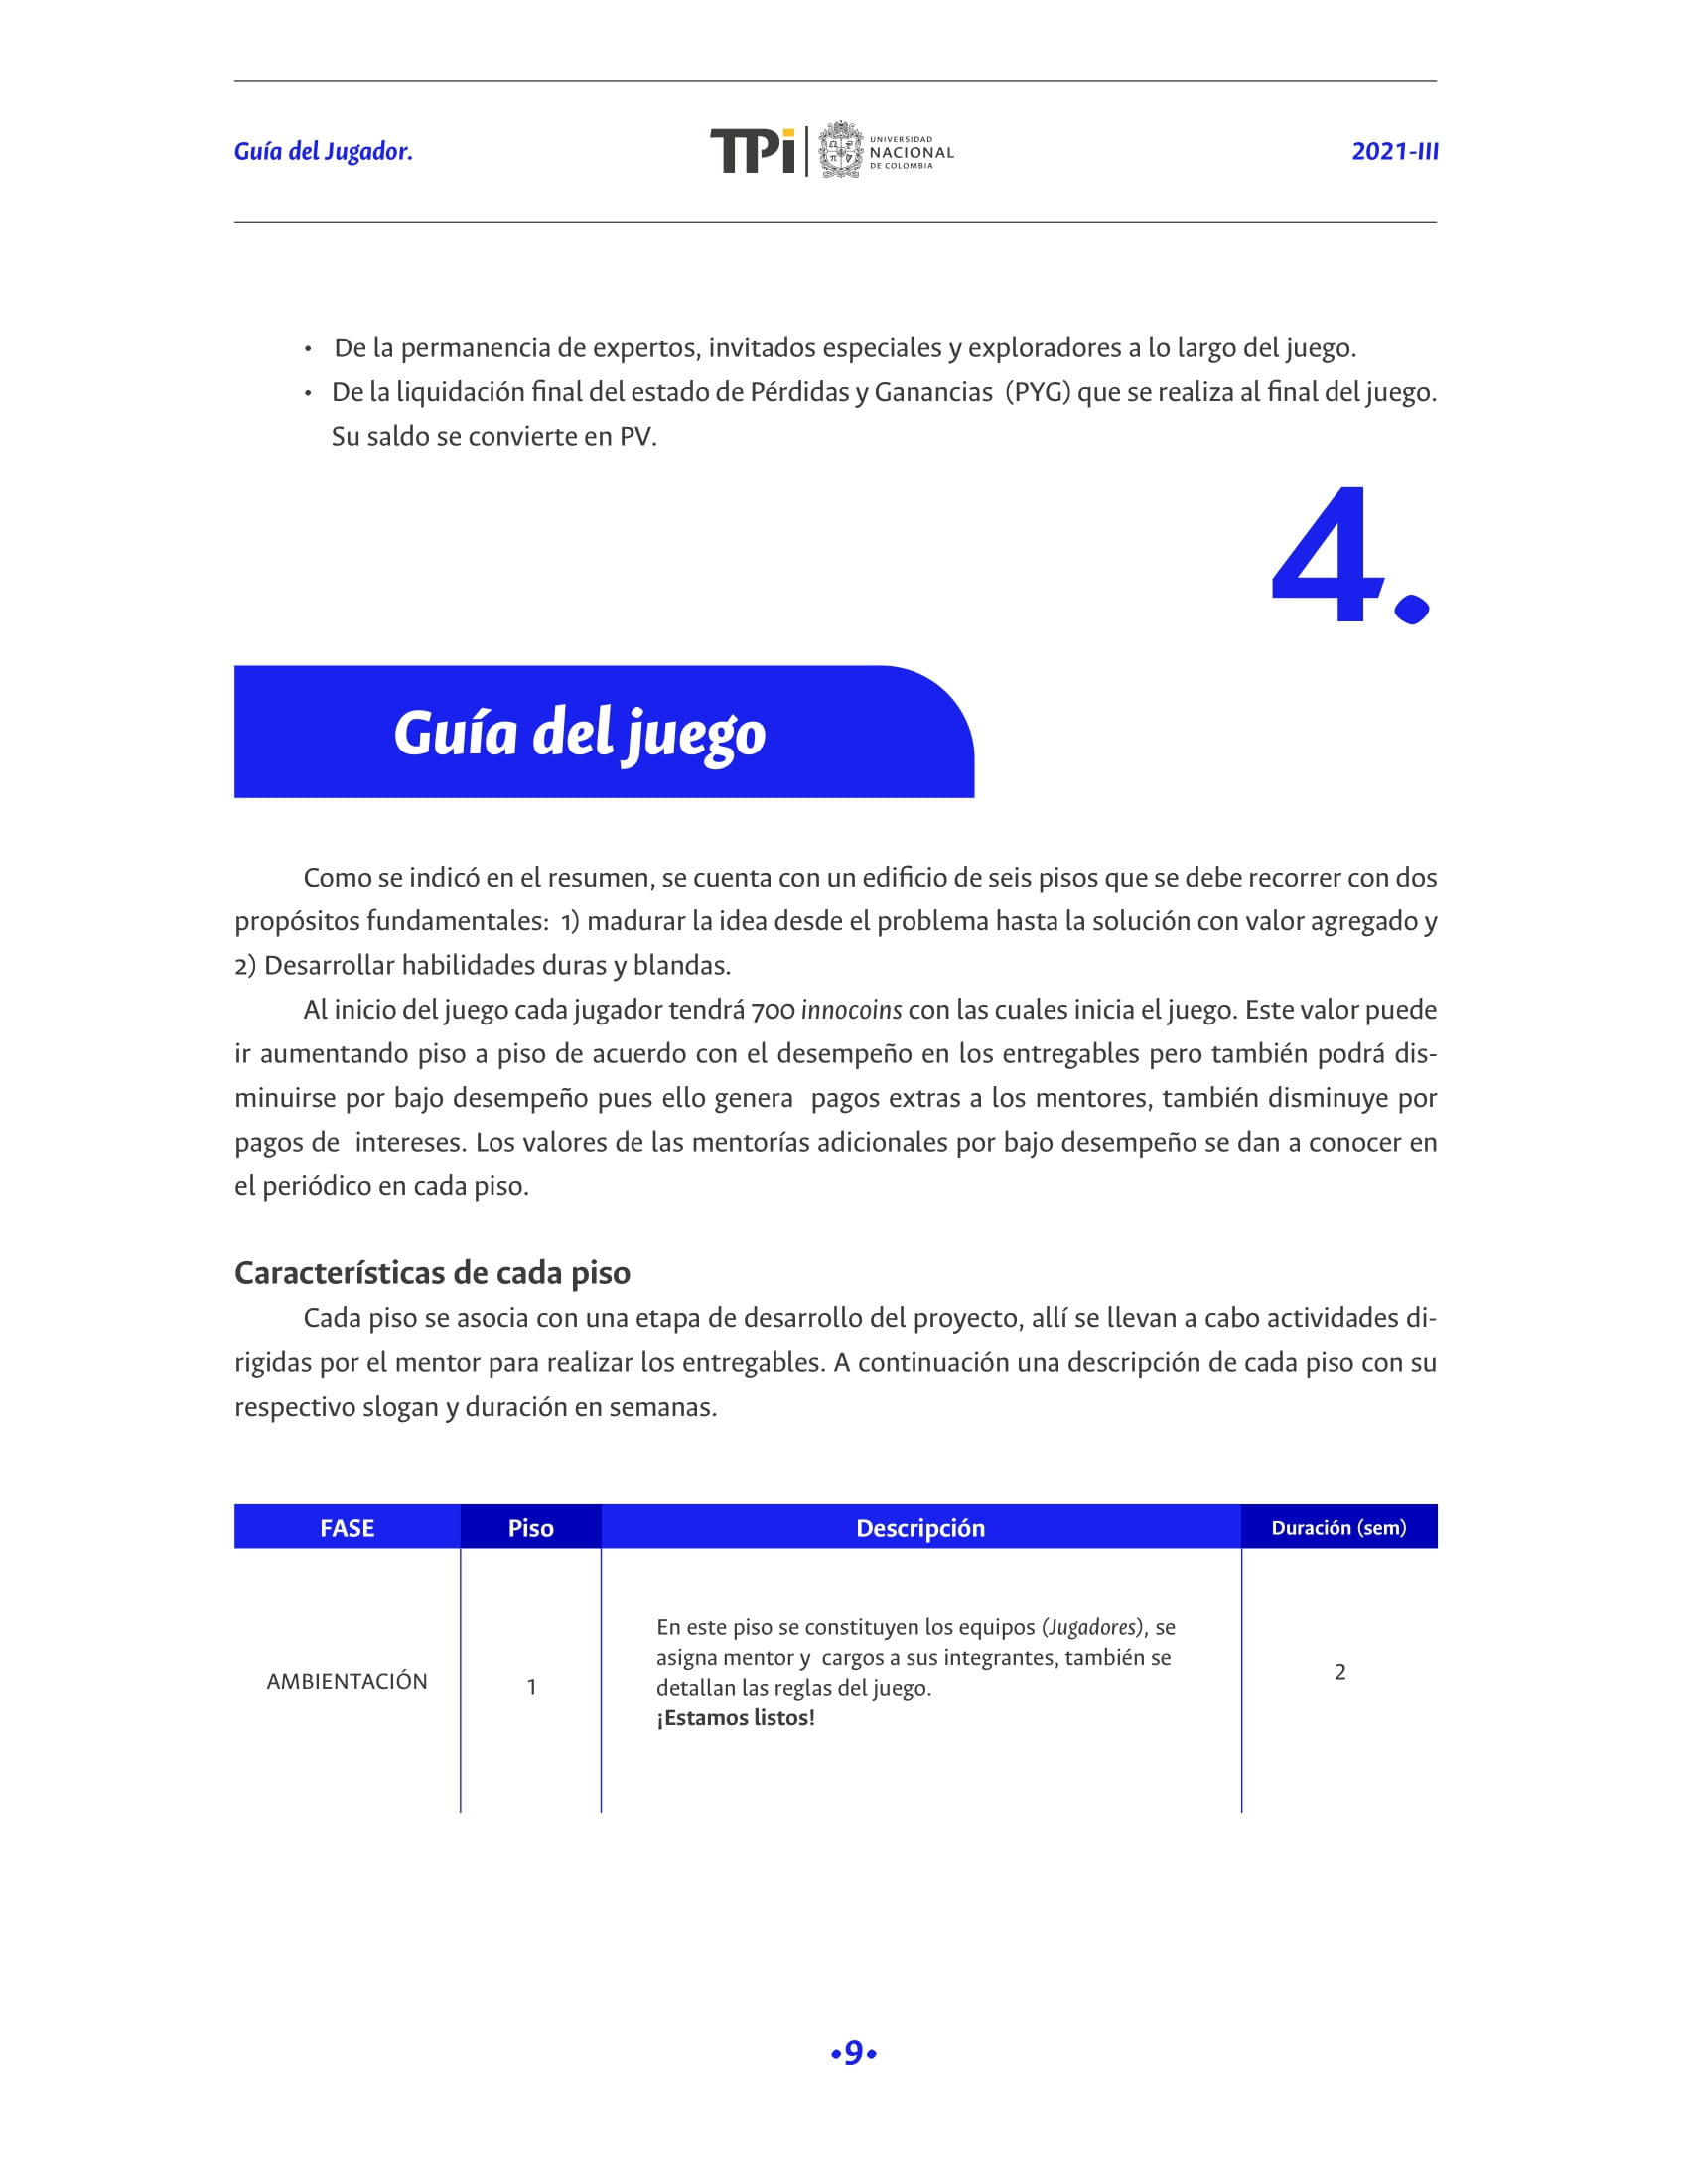 Guía del Jugador.
TPi
UNIVERSIDAD
NACIONAL
DE COLOMBIA
2021-III
• De la permanencia de expertos, invitados especiales y exploradores a lo largo del juego.
• De la liquidación final del estado de Pérdidas y Ganancias (PYG) que se realiza al final del juego.
Su saldo se convierte en PV.
4.
Guía del juego
Como se indicó en el resumen, se cuenta con un edificio de seis pisos que se debe recorrer con dos
propósitos fundamentales: 1) madurar la idea desde el problema hasta la solución con valor agregado y
2) Desarrollar habilidades duras y blandas.
Al inicio del juego cada jugador tendrá 700 innocoins con las cuales inicia el juego. Este valor puede
ir aumentando piso a piso de acuerdo con el desempeño en los entregables pero también podrá dis-
minuirse por bajo desempeño pues ello genera pagos extras a los mentores, también disminuye por
pagos de intereses. Los valores de las mentorías adicionales por bajo desempeño se dan a conocer en
el periódico en cada piso.
Características de cada piso
Cada piso se asocia con una etapa de desarrollo del proyecto, allí se llevan a cabo actividades di-
rigidas por el mentor para realizar los entregables. A continuación una descripción de cada piso con su
respectivo slogan y duración en semanas.
FASE Piso Descripción Duración (sem)
AMBIENTACIÓN
1
En este piso se constituyen los equipos (Jugadores), se
asigna mentor y cargos a sus integrantes, también se
detallan las reglas del juego.
¡Estamos listos!
2
•9•